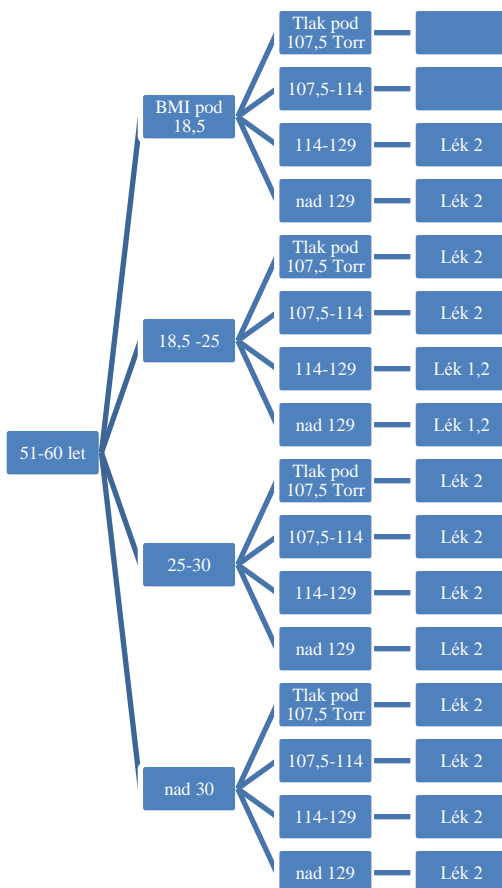 51-60 let
BMI pod
18,5
Tlak pod
107,5 Torr
107,5-114
114-129
Lék 2
nad 129
Lék 2
18,5 -25
Tlak pod
107,5 Torr
Lék 2
107,5-114
Lék 2
114-129
Lék 1,2
nad 129
Lék 1,2
25-30
Tlak pod
107,5 Torr
Lék 2
107,5-114
Lék 2
114-129
Lék 2
nad 129
Lék 2
nad 30
Tlak pod
107,5 Torr
Lék 2
107,5-114
Lék 2
114-129
Lék 2
nad 129
Lék 2